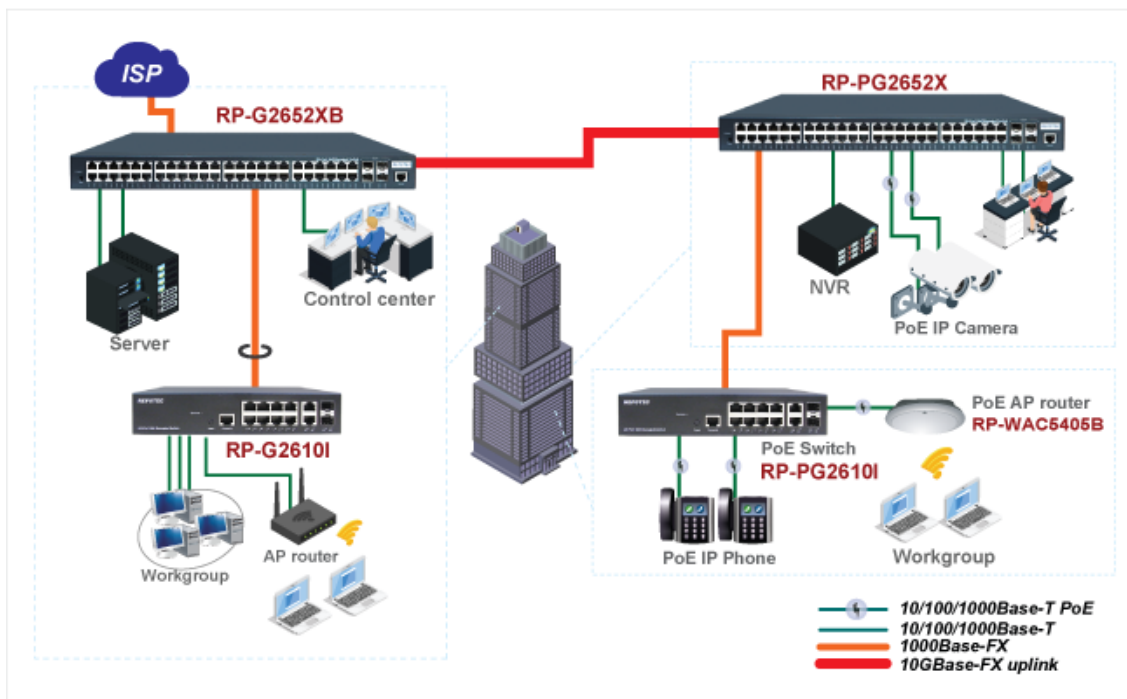 ISP
RP-G2652XB
RP-PG2652X
Server
Control center
NVR
PoE IP Camera
REPOTEC
RP-G2610I
Workgroup
AP router
REPOTEC
PoE Switch
RP-PG2610I
PoE AP router
RP-WAC5405B
PoE IP Phone
Workgroup
10/100/1000Base-T PoE
10/100/1000Base-T
1000Base-FX
10GBase-FX uplink